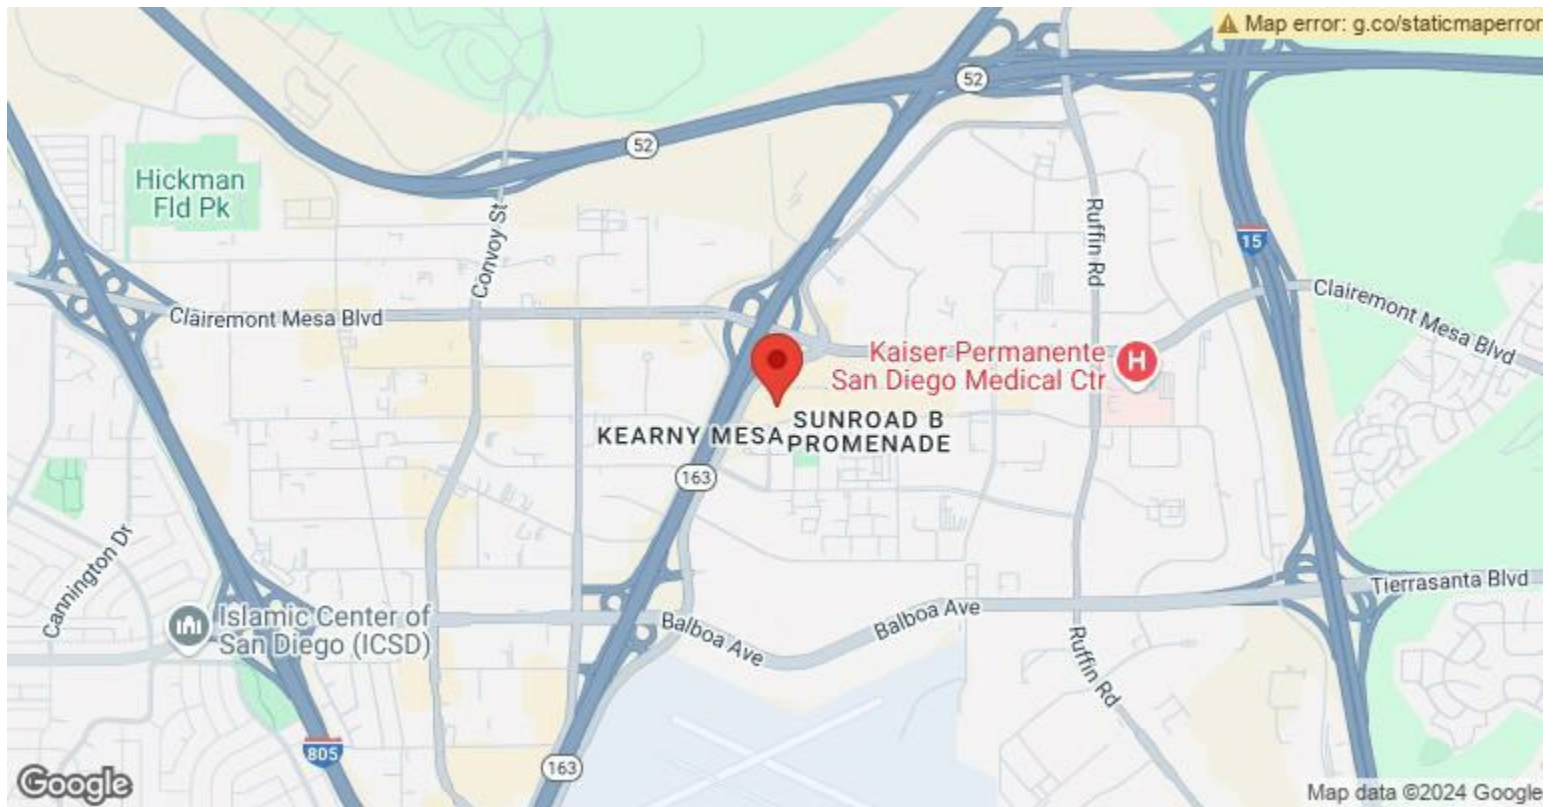 Map error: g.co/staticmaperror
52
52
Hickman
Fld Pk
Convoy St
Ruffin Rd
15
Clairemont Mesa Blvd
Clairemont Mesa Blvd
Kaiser Permanente
San Diego Medical Ctr
H
SUNROAD B
KEARNY MESA
PROMENADE
163
Cannington Dr
Tierrasanta Blvd
Islamic Center of
San Diego (ICSD)
Balboa Ave
Balboa Ave
Ruffin Rd
805
163
Google
Map data ©2024 Google